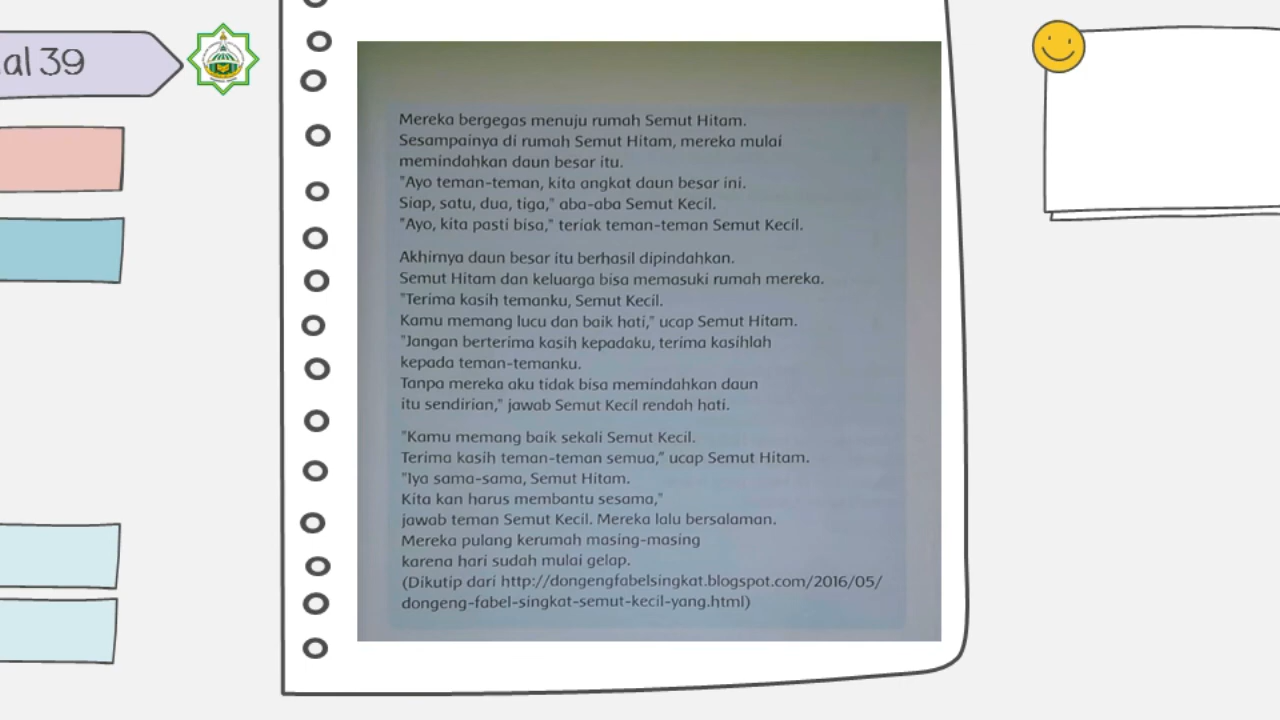 al 39
Mereka bergegas menuju rumah Semut Hitam.
Sesampainya di rumah Semut Hitam, mereka mulai
memindahkan daun besar itu.
"Ayo teman-teman, kita angkat daun besar ini.
Siap, satu, dua, tiga," aba-aba Semut Kecil.
"Ayo, kita pasti bisa," teriak teman-teman Semut Kecil.
Akhirnya daun besar itu berhasil dipindahkan.
Semut Hitam dan keluarga bisa memasuki rumah mereka.
"Terima kasih temanku, Semut Kecil.
Kamu memang lucu dan baik hati," ucap Semut Hitam.
"Jangan berterima kasih kepadaku, terima kasihlah
kepada teman-temanku.
Tanpa mereka aku tidak bisa memindahkan daun
itu sendirian," jawab Semut Kecil rendah hati.
"Kamu memang baik sekali Semut Kecil.
Terima kasih teman-teman semua," ucap Semut Hitam.
"Iya sama-sama, Semut Hitam.
Kita kan harus membantu sesama,"
jawab teman Semut Kecil. Mereka lalu bersalaman.
Mereka pulang kerumah masing-masing
karena hari sudah mulai gelap.
(Dikutip dari http://dongengfabelsingkat.blogspot.com/2016/05/
dongeng-fabel-singkat-semut-kecil-yang.html)